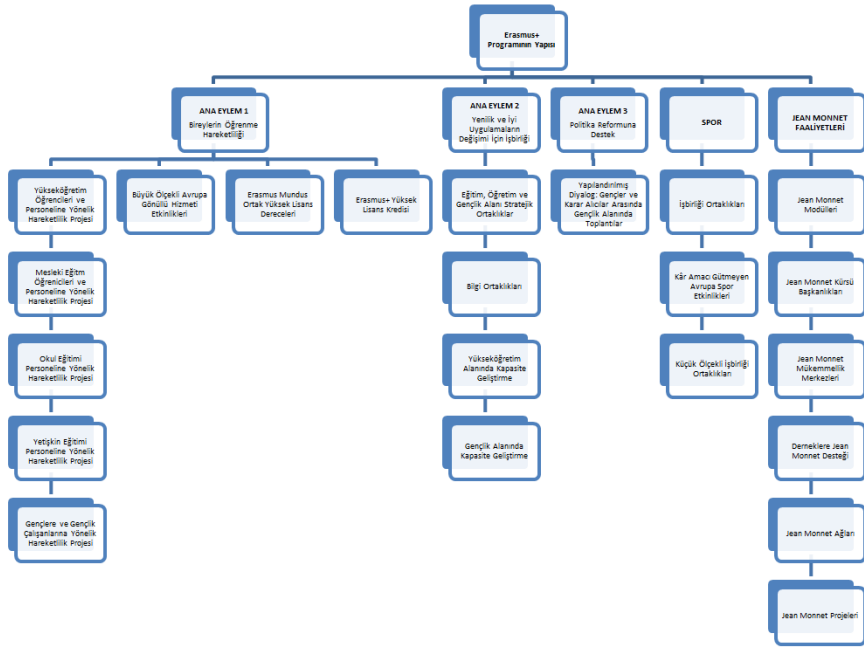 Erasmus+
Programının Yapısı
ANA EYLEM 1
Bireylerin Öğrenme
Hareketliliği
ANA EYLEM 2
Yenilik ve İyi
Uygulamaların
Değişimi İçin İşbirliği
ANA EYLEM 3
Politika Reformuna
Destek
SPOR
JEAN MONNET
FAALİYETLERİ
Yükseköğretim
Öğrencileri ve
Personeline Yönelik
Hareketlilik Projesi
Mesleki Eğitm
Öğrenicileri ve
Personeline Yönelik
Hareketlilik Projesi
Okul Eğitimi
Personeline Yönelik
Hareketlilik Projesi
Yetişkin Eğitimi
Personeline Yönelik
Hareketlilik Projesi
Gençlere ve Gençlik
Çalışanlarına Yönelik
Hareketlilik Projesi
Büyük Ölçekli Avrupa
Gönüllü Hizmeti
Etkinlikleri
Erasmus Mundus
Ortak Yüksek Lisans
Dereceleri
Erasmus+ Yüksek
Lisans Kredisi
Eğitim, Öğretim ve
Gençlik Alanı Stratejik
Ortaklıklar
Bilgi Ortaklıkları
Yükseköğretim
Alanında Kapasite
Geliştirme
Gençlik Alanında
Kapasite Geliştirme
Yapılandırılmış
Diyalog: Gençler ve
Karar Alıcılar Arasında
Gençlik Alanında
Toplantılar
İşbirliği Ortaklıkları
Kâr Amacı Gütmeyen
Avrupa Spor
Etkinlikleri
Küçük Ölçekli İşbirliği
Ortaklıkları
Jean Monnet
Modülleri
Jean Monnet Kürsü
Başkanlıkları
Jean Monnet
Mükemmellik
Merkezleri
Derneklere Jean
Monnet Desteği
Jean Monnet Ağları
Jean Monnet Projeleri